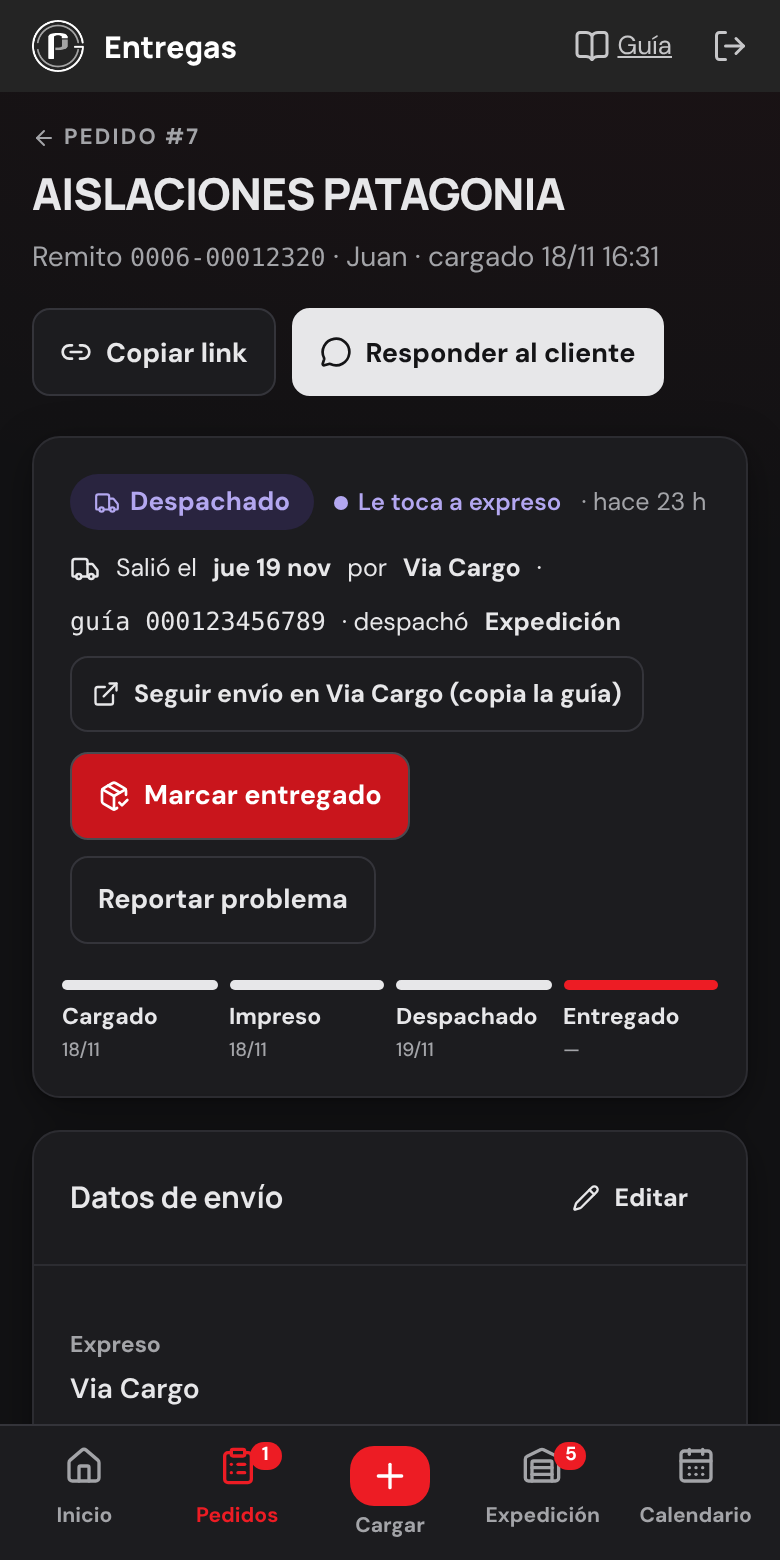 Entregas
Guía
← PEDIDO #7
AISLACIONES PATAGONIA
Remito 0006-00012320 · Juan · cargado 18/11 16:31
Copiar link
Responder al cliente
Despachado
Le toca a expreso · hace 23 h
Salió el jue 19 nov por Via Cargo ·
guía 000123456789 · despachó Expedición
Seguir envío en Via Cargo (copia la guía)
Marcar entregado
Reportar problema
Cargado Impreso Despachado Entregado
18/11 18/11 19/11 —
Datos de envío
Editar
Expreso
Via Cargo
1
5
Inicio Pedidos Cargar Expedición Calendario